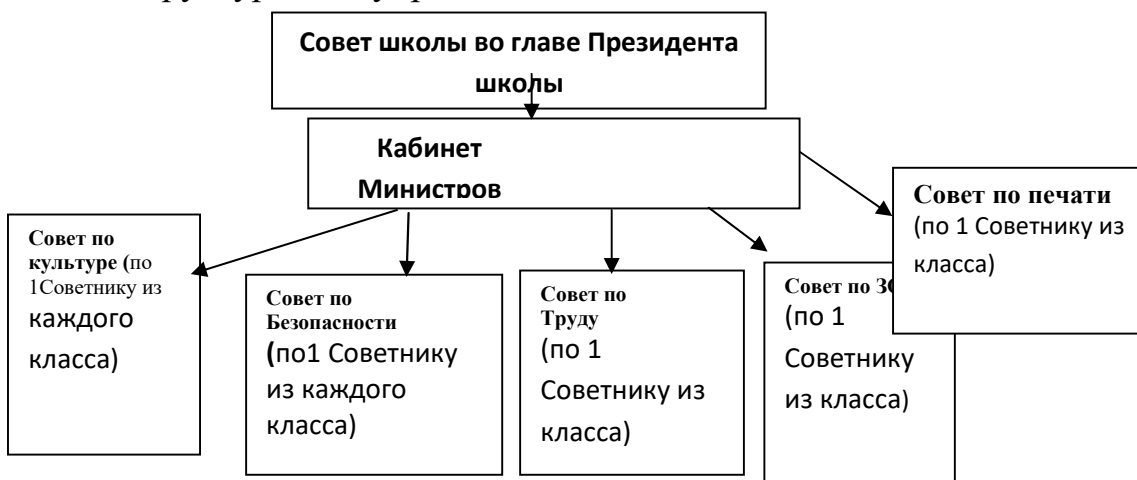 Совет школы во главе Президента
школы
Кабинет
Министров
Совет по
культуре (по
1Советнику из
каждого
класса)
Совет по
Безопасности
(по1 Советнику
из каждого
класса)
Совет по
Труду
(по 1
Советнику из
класса)
Совет по
(по 1
Советнику
из класса)
Совет по печати
(по 1 Советнику из
класса)